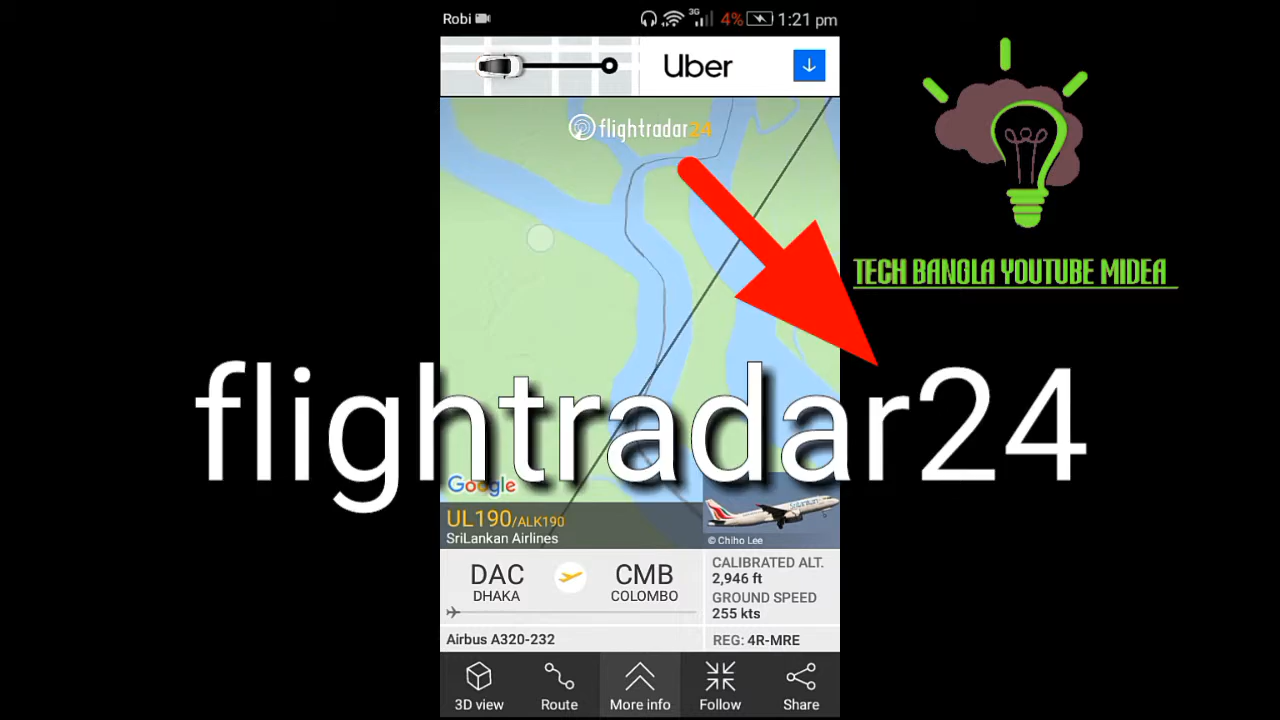 Robi 3G 4% 1:21 pm
Uber
flightradar24
TECH BANGLA YOUTUBE MIDEA
flightradar24
Google
UL190/ALK190
SriLankan Airlines
SriLankan
© Chiho Lee
DAC CMB
DHAKA COLOMBO
CALIBRATED ALT.
2,946 ft
GROUND SPEED
255 kts
Airbus A320-232
REG: 4R-MRE
3D view Route More info Follow Share